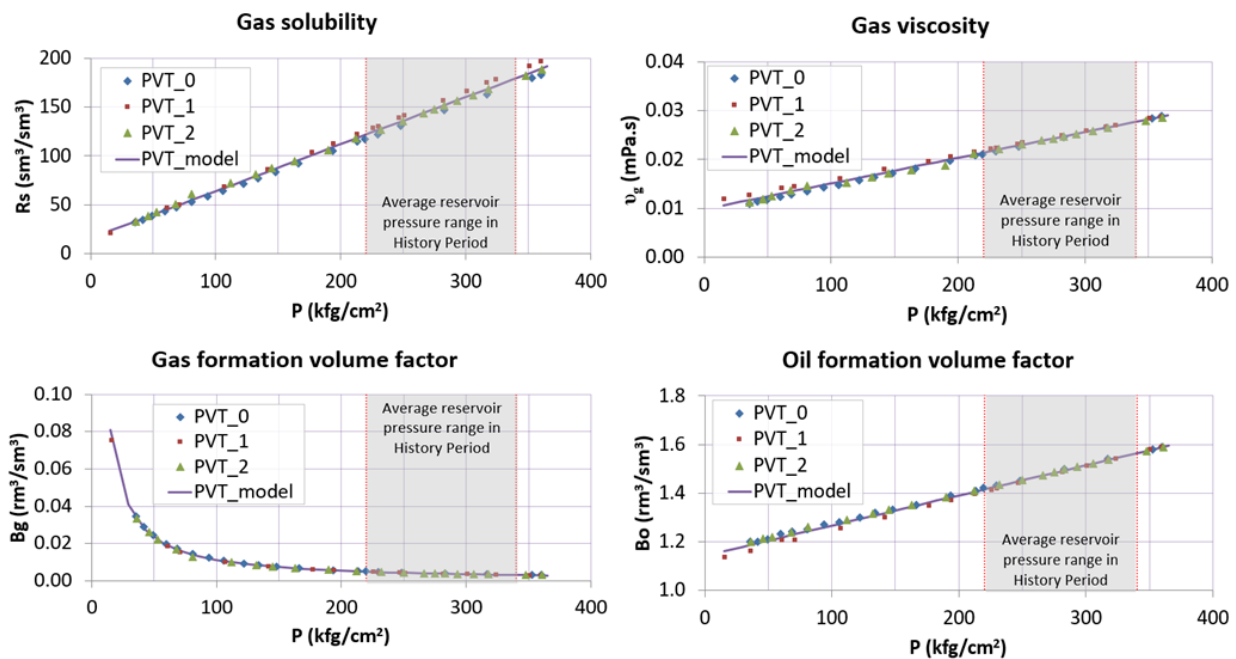 Gas solubility
200
150
100
50
0
Rs (sm³/sm³)
PVT_0
PVT_1
PVT_2
PVT_model
Average reservoir
pressure range in
History Period
0 100 200 300 400
P (kfg/cm²)
Gas viscosity
0.04
0.03
0.02
0.01
0.00
υg (mPa.s)
PVT_0
PVT_1
PVT_2
PVT_model
Average reservoir
pressure range in
History Period
0 100 200 300 400
P (kfg/cm²)
Gas formation volume factor
0.10
0.08
0.06
0.04
0.02
0.00
Bg (rm³/sm³)
PVT_0
PVT_1
PVT_2
PVT_model
Average reservoir
pressure range in
History Period
0 100 200 300 400
P (kfg/cm²)
Oil formation volume factor
1.8
1.6
1.4
1.2
1.0
Bo (rm³/sm³)
PVT_0
PVT_1
PVT_2
PVT_model
Average reservoir
pressure range in
History Period
0 100 200 300 400
P (kfg/cm²)